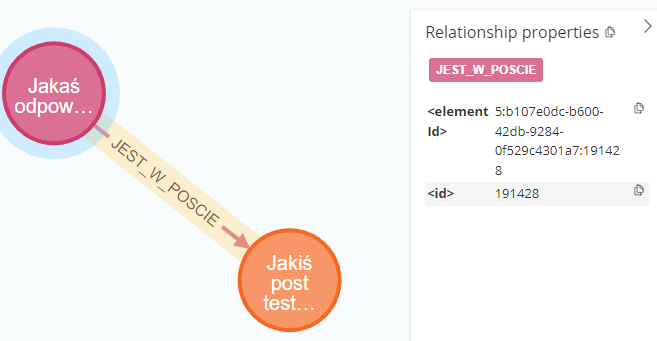 Jakaś
odpow…
JEST_W_POSCIE
Jakiś
post
test…
Relationship properties
JEST_W_POSCIE
<element
Id>
5:b107e0dc-b600-
42db-9284-
0f529c4301a7:19142
8
<id>
191428